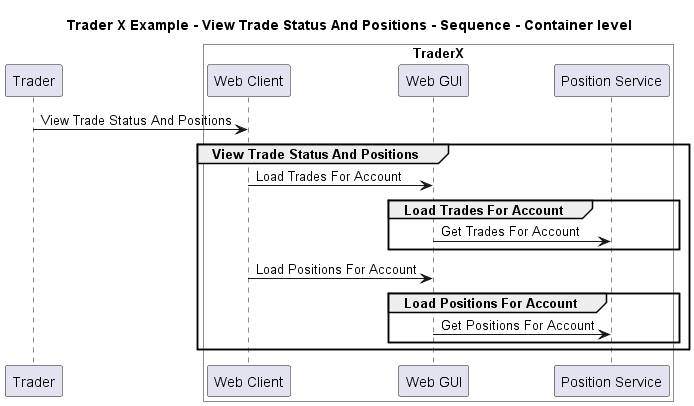 Trader X Example - View Trade Status And Positions - Sequence - Container level
TraderX
Trader
Web Client
Web GUI
Position Service
View Trade Status And Positions
View Trade Status And Positions
Load Trades For Account
Load Trades For Account
Get Trades For Account
Load Positions For Account
Load Positions For Account
Get Positions For Account
Trader
Web Client
Web GUI
Position Service